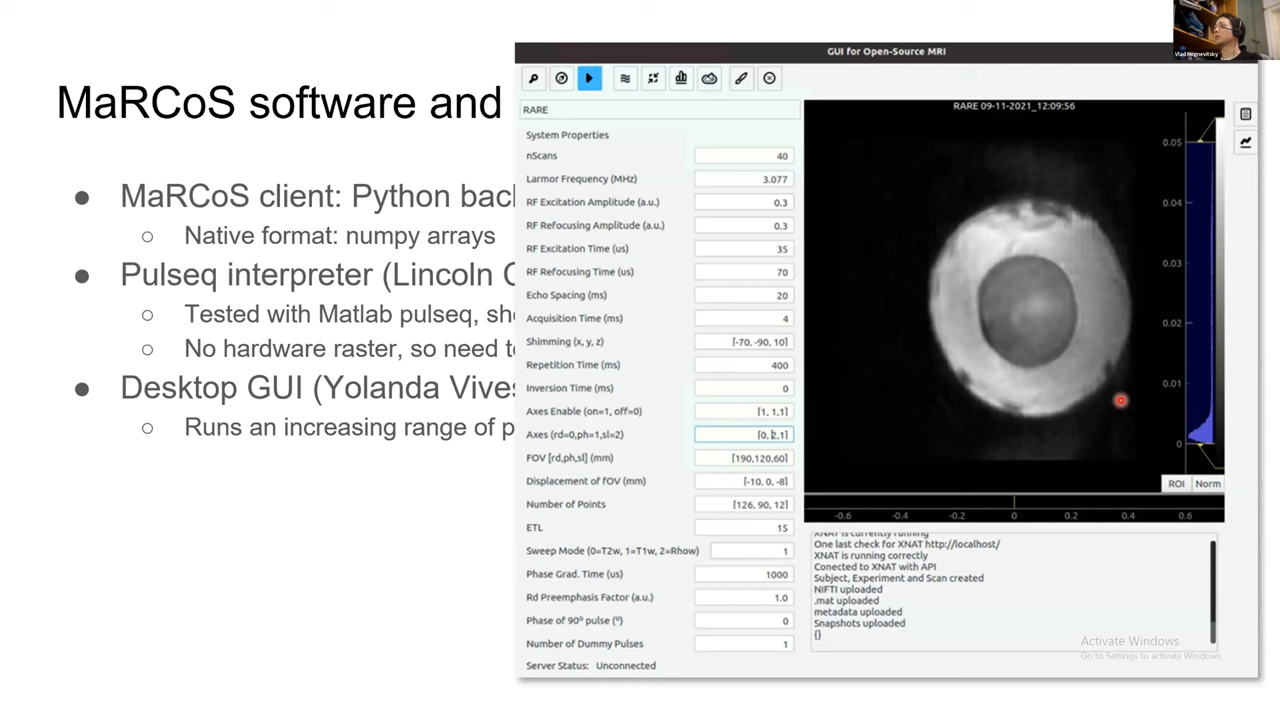 MaRCoS software and
MaRCoS client: Python bac
Native format: numpy arrays
Pulseq interpreter (Lincoln
Tested with Matlab pulseq, sh
No hardware raster, so need t
Desktop GUI (Yolanda Vives
Runs an increasing range of p
Vlad Negnevitsky
GUI for Open-Source MRI
RARE
System Properties
nScans 40
Larmor Frequency (MHz) 3.077
RF Excitation Amplitude (a.u.) 0.3
RF Refocusing Amplitude (a.u.) 0.3
RF Excitation Time (us) 35
RF Refocusing Time (us) 70
Echo Spacing (ms) 20
Acquisition Time (ms) 4
Shimming (x, y, z) [-70, -90, 10]
Repetition Time (ms) 400
Inversion Time (ms) 0
Axes Enable (on=1, off=0) [1, 1,1]
Axes (rd=0,ph=1,sl=2) [0, 2,1]
FOV [rd,ph,sl] (mm) [190,120,60]
Displacement of fOV (mm) [-10, 0, -8]
Number of Points [126, 90, 12]
ETL 15
Sweep Mode (0=T2w, 1=T1w, 2=Rhow) 1
Phase Grad. Time (us) 1000
Rd Preemphasis Factor (a.u.) 1.0
Phase of 90º pulse (º) 0
Number of Dummy Pulses 1
Server Status: Unconnected
RARE 09-11-2021_12:09:56
0.05
0.04
0.03
0.02
0.01
0
ROI Norm
-0.6 -0.4 -0.2 0 0.2 0.4 0.6
XNAT is currently running
One last check for XNAT http://localhost/
XNAT is running correctly
Conected to XNAT with API
Subject, Experiment and Scan created
NIFTI uploaded
.mat uploaded
metadata uploaded
Snapshots uploaded
{}
Activate Windows
Go to Settings to activate Windows.